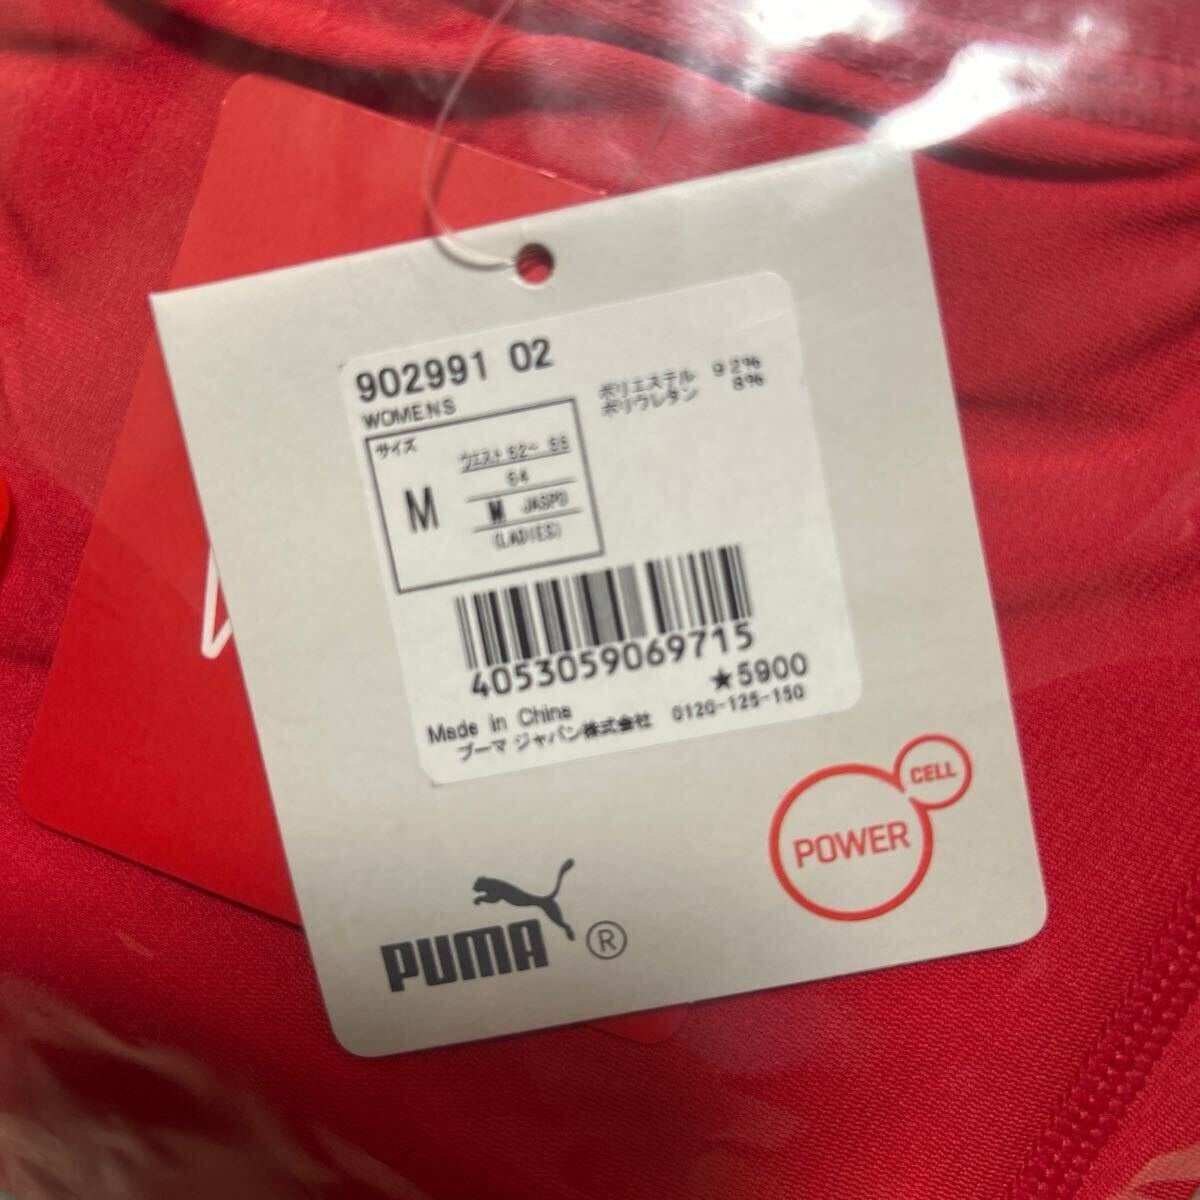 902991 02
WOMENS
ポリエステル 92%
ポリウレタン 8%
サイズ
M
ウエスト 62~ 66
64
M JASPO
(LADIES)
4053059069715
★5900
Made in China
プーマ ジャパン株式会社 0120-125-150
CELL
POWER
PUMA ®